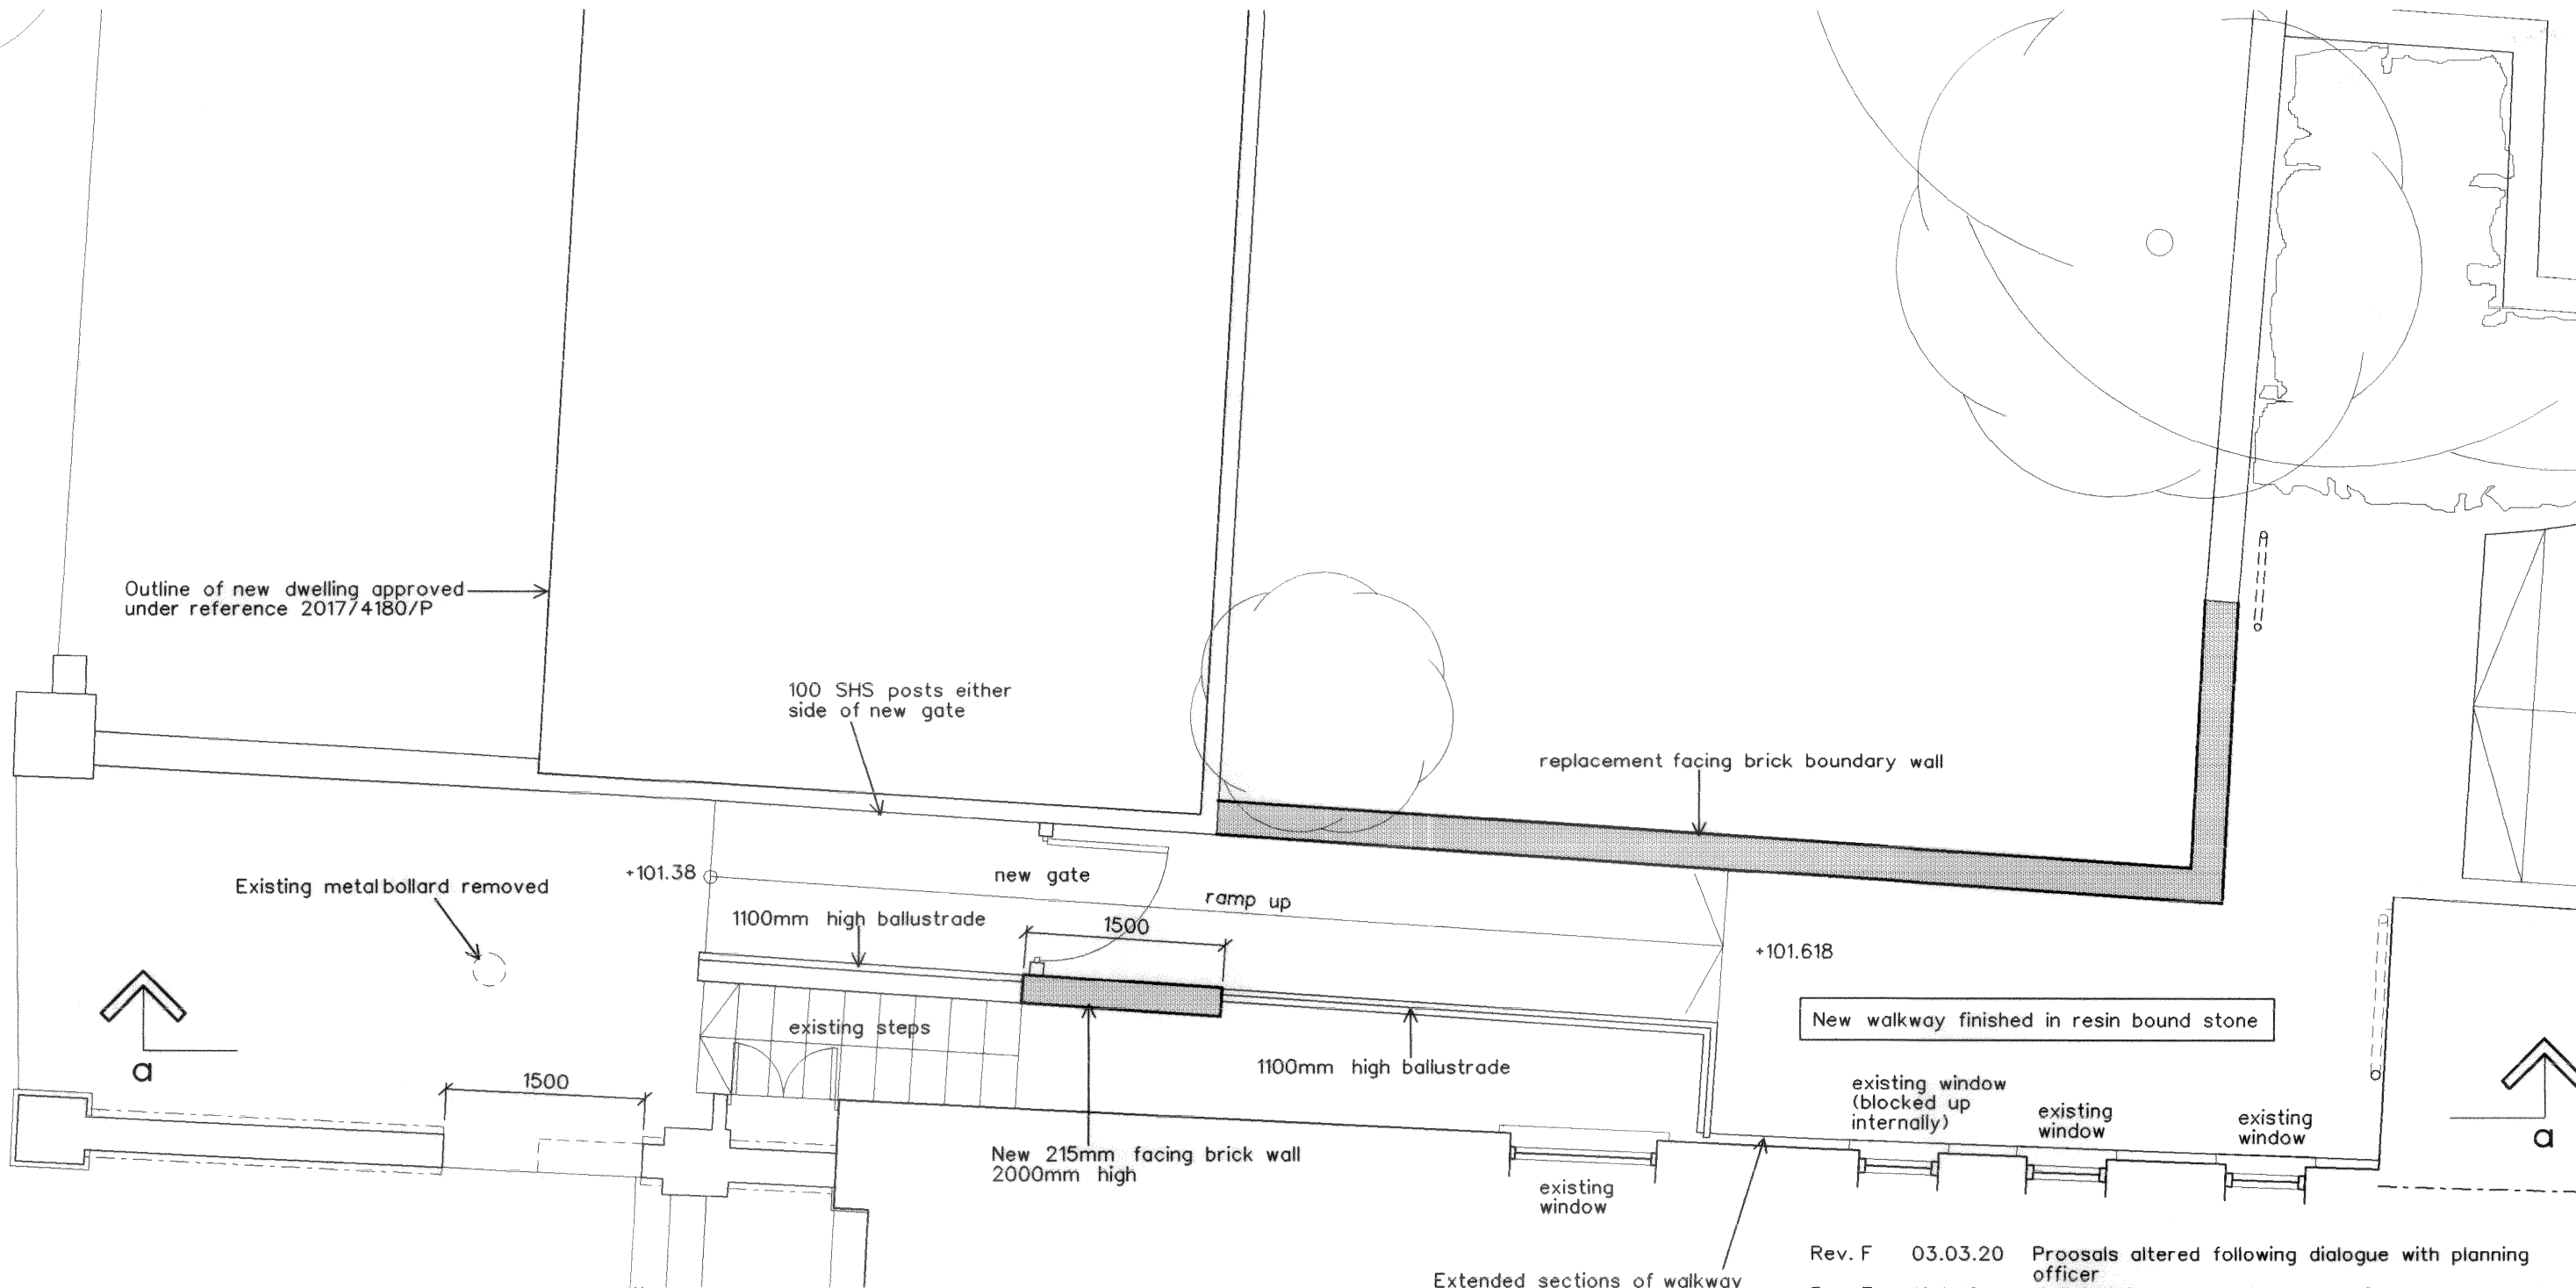 Outline of new dwelling approved
under reference 2017/4180/P
100 SHS posts either
side of new gate
replacement facing brick boundary wall
+101.38
new gate
ramp up
Existing metal bollard removed
1100mm high ballustrade
1500
+101.618
existing steps
New walkway finished in resin bound stone
1100mm high ballustrade
a
1500
existing window
(blocked up
internally)
existing
window
existing
window
a
New 215mm facing brick wall
2000mm high
existing
window
Rev. F 03.03.20 Proosals altered following dialogue with planning
officer
Extended sections of walkway